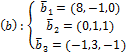 (b): { b̄₁ = (8,-1,0)
b̄₂ = (0,1,1)
b̄₃ = (-1,3,-1)